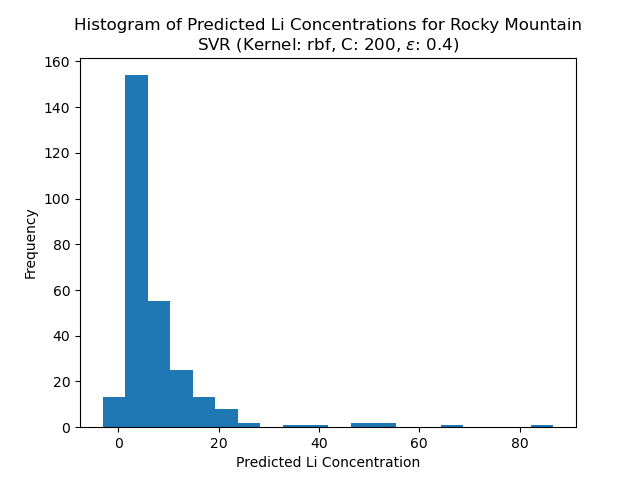 Histogram of Predicted Li Concentrations for Rocky Mountain
SVR (Kernel: rbf, C: 200, ε: 0.4)
160
140
120
100
80
60
40
20
0
Frequency
0 20 40 60 80
Predicted Li Concentration